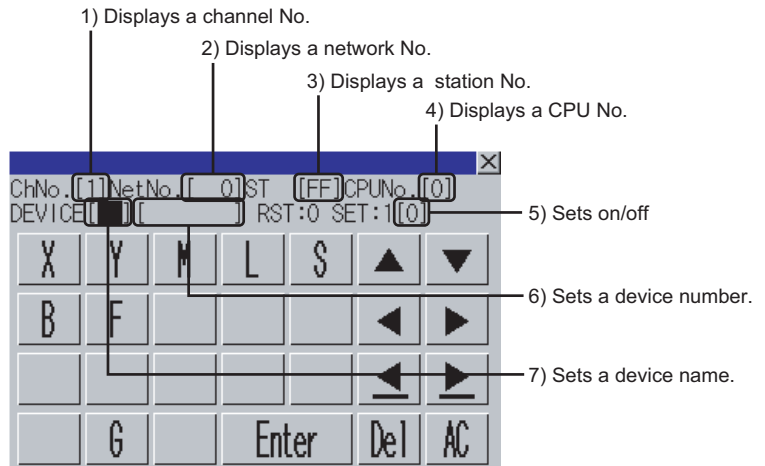 1) Displays a channel No.
2) Displays a network No.
3) Displays a station No.
4) Displays a CPU No.
ChNo.[1]NetNo.[ 0]ST [FF]CPUNo.[0]
DEVICE[ ][ ] RST:0 SET:1[0]
5) Sets on/off
X Y M L S ▲ ▼
6) Sets a device number.
B F ◀ ▶
7) Sets a device name.
G Enter Del AC